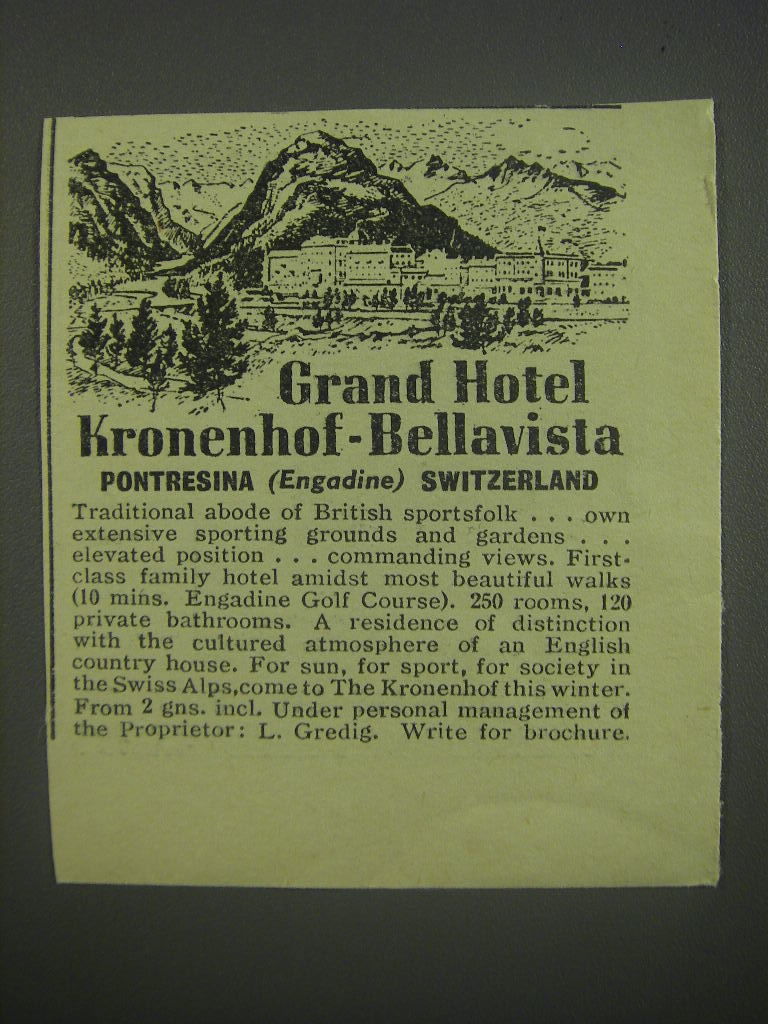 Grand Hotel
Kronenhof-Bellavista
PONTRESINA (Engadine) SWITZERLAND
Traditional abode of British sportsfolk . . . own
extensive sporting grounds and gardens . . .
elevated position . . . commanding views. First-
class family hotel amidst most beautiful walks
(10 mins. Engadine Golf Course). 250 rooms, 120
private bathrooms. A residence of distinction
with the cultured atmosphere of an English
country house. For sun, for sport, for society in
the Swiss Alps,come to The Kronenhof this winter.
From 2 gns. incl. Under personal management of
the Proprietor: L. Gredig. Write for brochure.